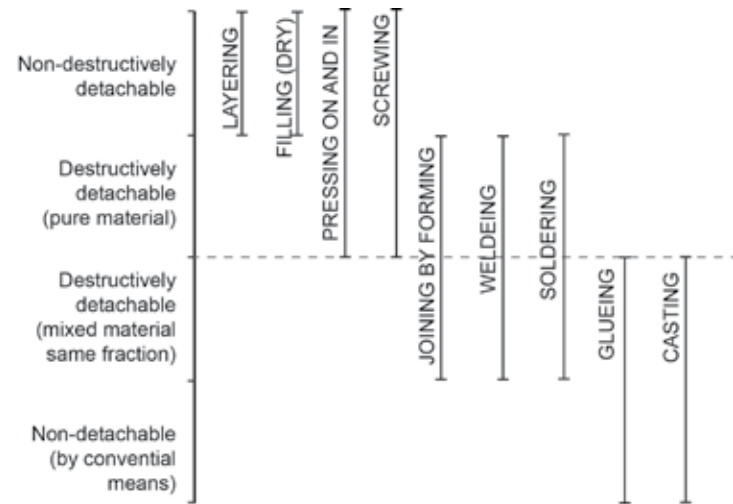 Non-destructively
detachable
Destructively
detachable
(pure material)
Destructively
detachable
(mixed material
same fraction)
Non-detachable
(by convential
means)
LAYERING
FILLING (DRY)
PRESSING ON AND IN
SCREWING
JOINING BY FORMING
WELDEING
SOLDERING
GLUEING
CASTING